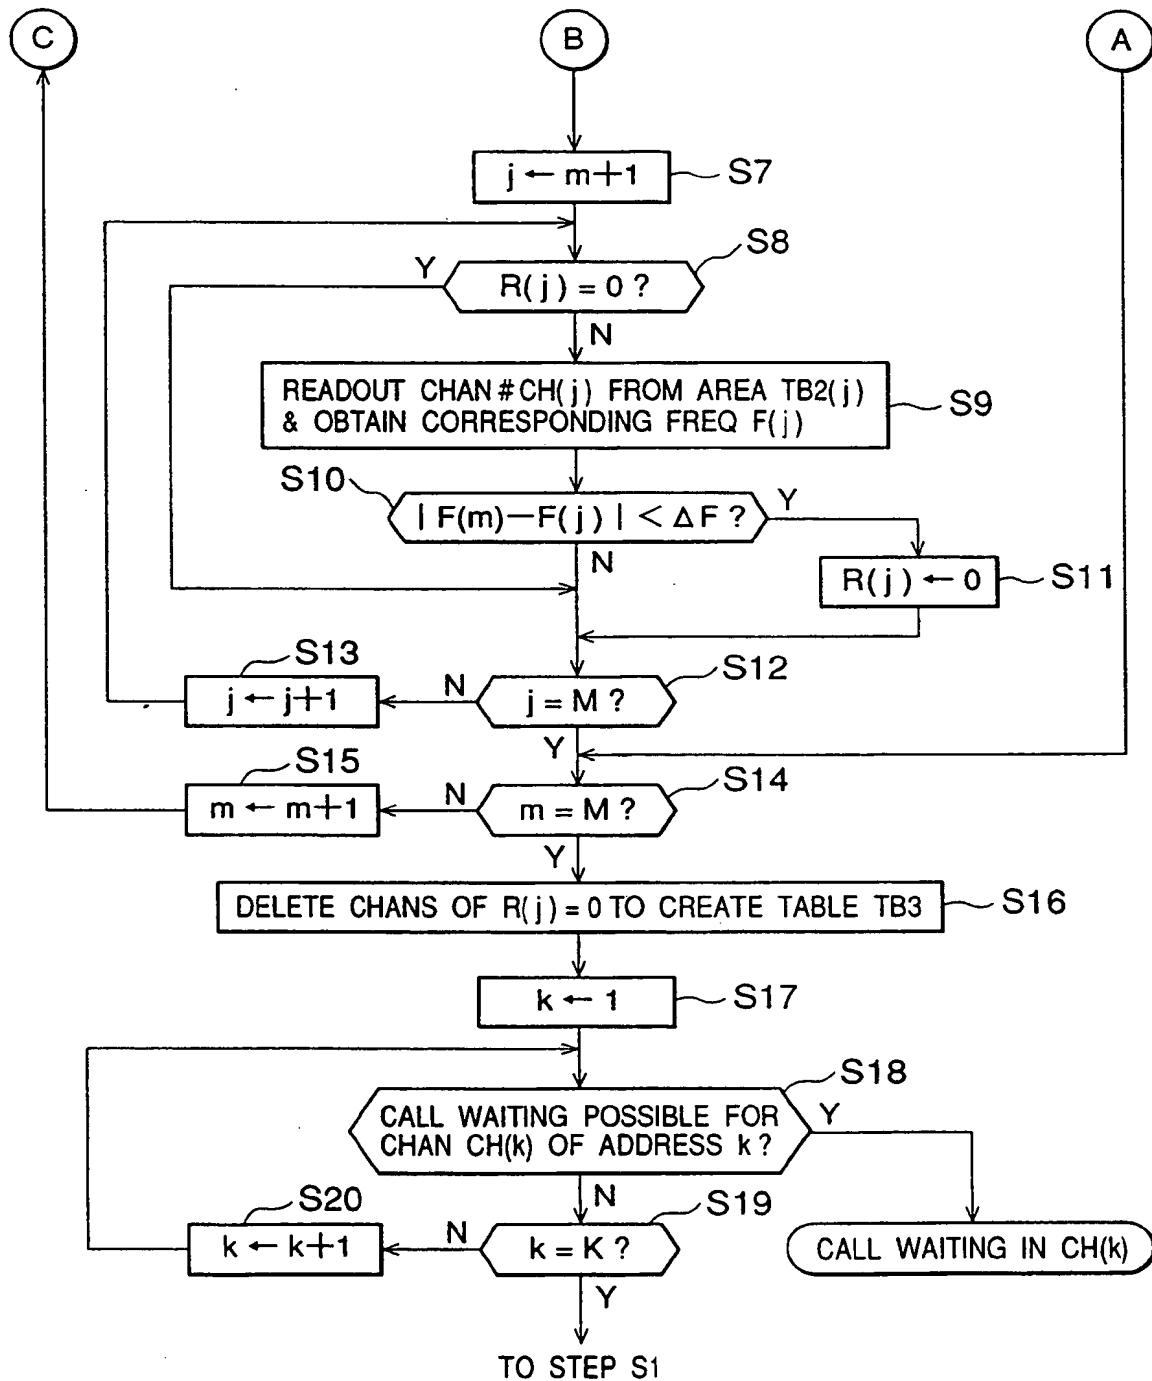 C
B
A
j ← m+1
S7
S8
Y
R(j) = 0 ?
N
READOUT CHAN # CH(j) FROM AREA TB2(j)
& OBTAIN CORRESPONDING FREQ F(j)
S9
S10
| F(m) — F(j) | < ΔF ?
Y
N
R(j) ← 0
S11
S13
S12
j ← j+1
N
j = M ?
Y
S15
S14
m ← m+1
N
m = M ?
Y
DELETE CHANS OF R(j) = 0 TO CREATE TABLE TB3
S16
k ← 1
S17
S18
CALL WAITING POSSIBLE FOR
CHAN CH(k) OF ADDRESS k ?
Y
N
S20
S19
k ← k+1
N
k = K ?
CALL WAITING IN CH(k)
Y
TO STEP S1